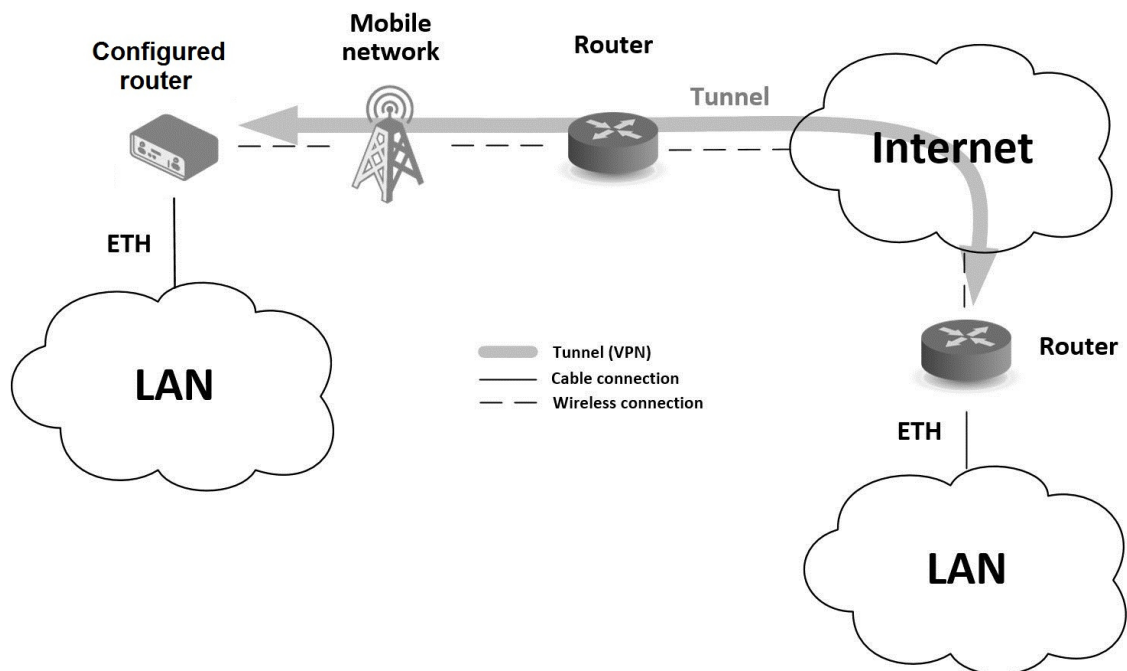 Mobile
network
Configured
router
Router
Tunnel
Internet
ETH
LAN
Tunnel (VPN)
Cable connection
Wireless connection
Router
ETH
LAN